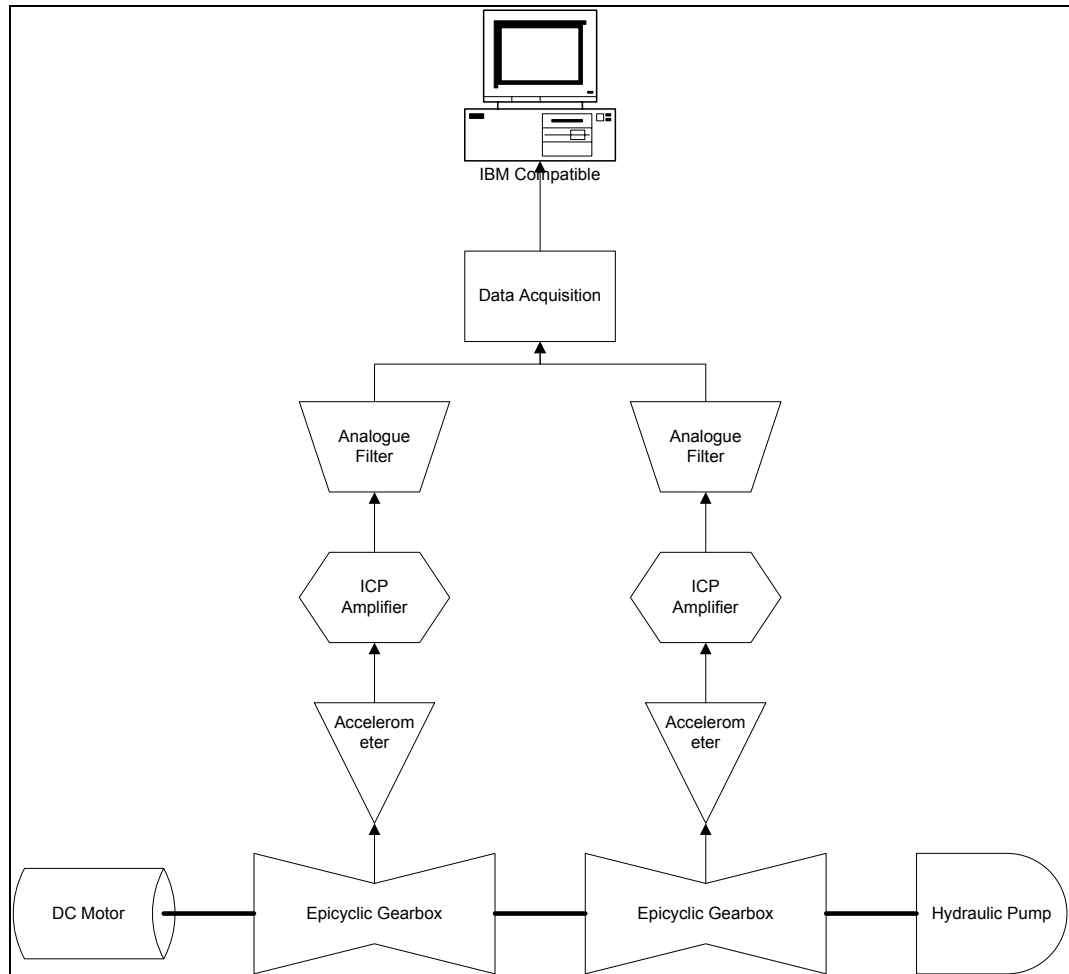 IBM Compatible
Data Acquisition
Analogue
Filter
Analogue
Filter
ICP
Amplifier
ICP
Amplifier
Accelerom
eter
Accelerom
eter
DC Motor
Epicyclic Gearbox
Epicyclic Gearbox
Hydraulic Pump